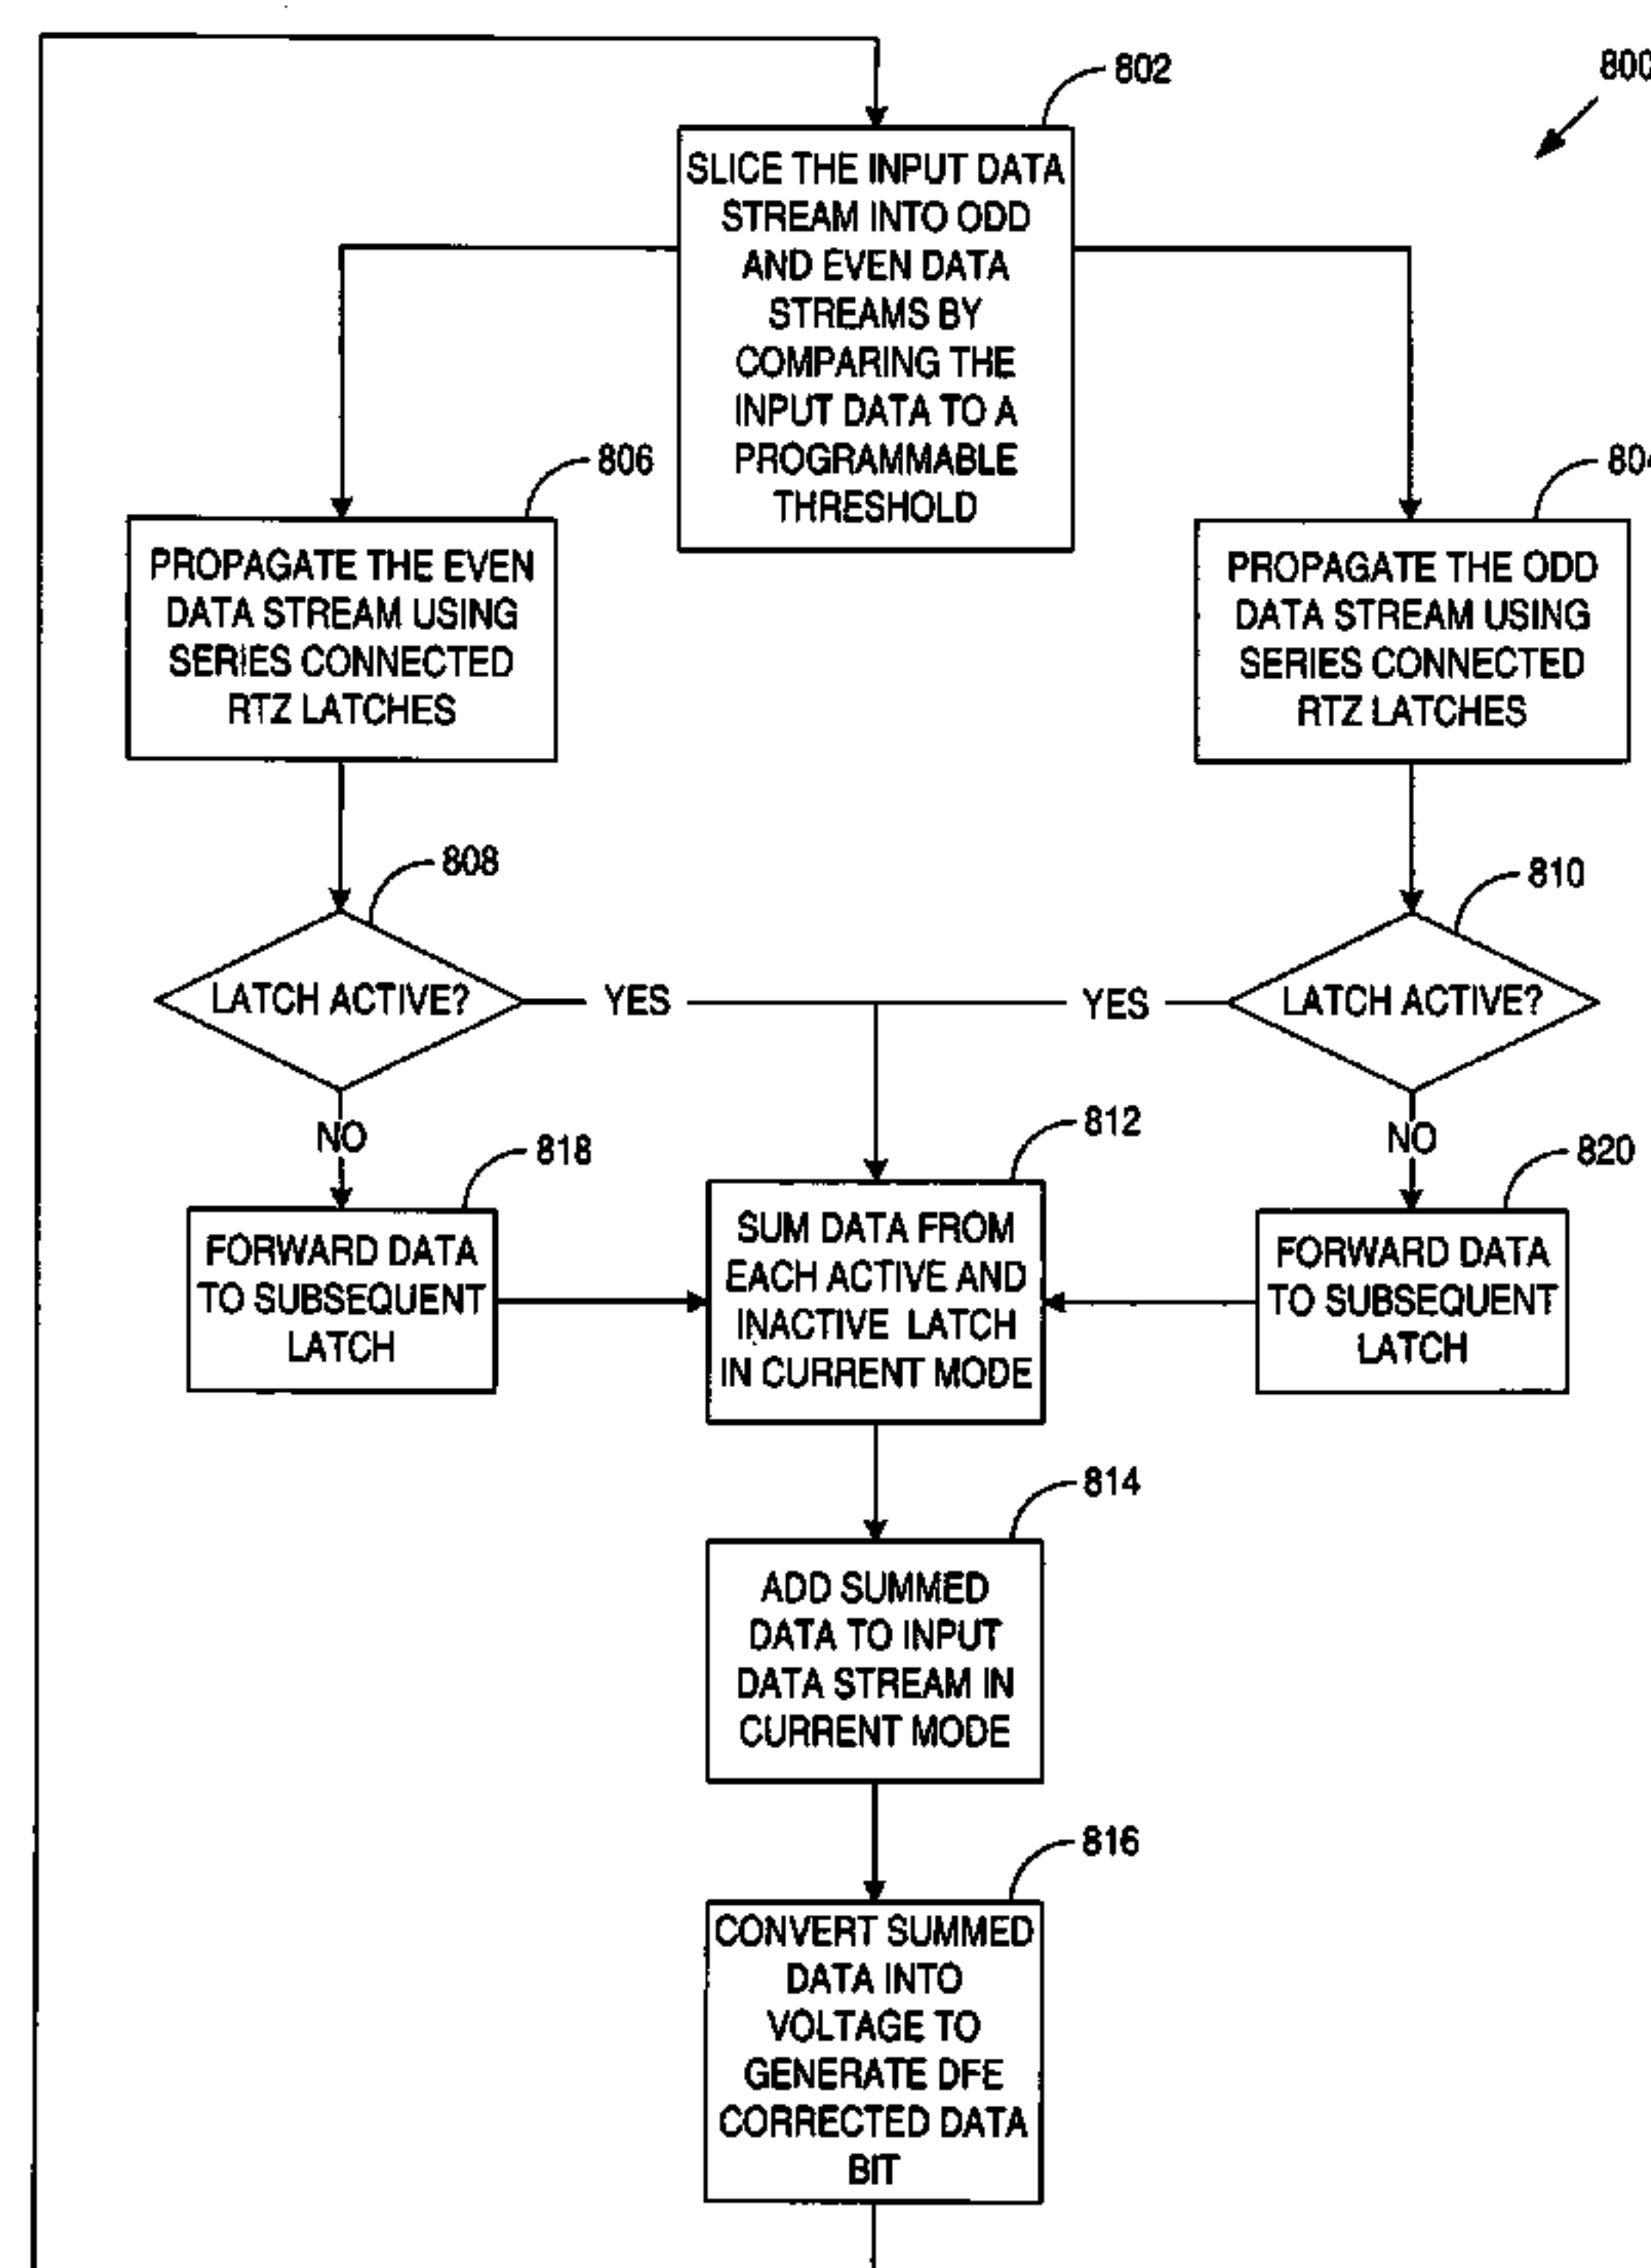 802
800
SLICE THE INPUT DATA
STREAM INTO ODD
AND EVEN DATA
STREAMS BY
COMPARING THE
INPUT DATA TO A
PROGRAMMABLE
THRESHOLD
806
804
PROPAGATE THE EVEN
DATA STREAM USING
SERIES CONNECTED
RTZ LATCHES
PROPAGATE THE ODD
DATA STREAM USING
SERIES CONNECTED
RTZ LATCHES
808
810
LATCH ACTIVE?
YES
YES
LATCH ACTIVE?
NO
NO
818
812
820
FORWARD DATA
TO SUBSEQUENT
LATCH
SUM DATA FROM
EACH ACTIVE AND
INACTIVE LATCH
IN CURRENT MODE
FORWARD DATA
TO SUBSEQUENT
LATCH
814
ADD SUMMED
DATA TO INPUT
DATA STREAM IN
CURRENT MODE
816
CONVERT SUMMED
DATA INTO
VOLTAGE TO
GENERATE DFE
CORRECTED DATA
BIT